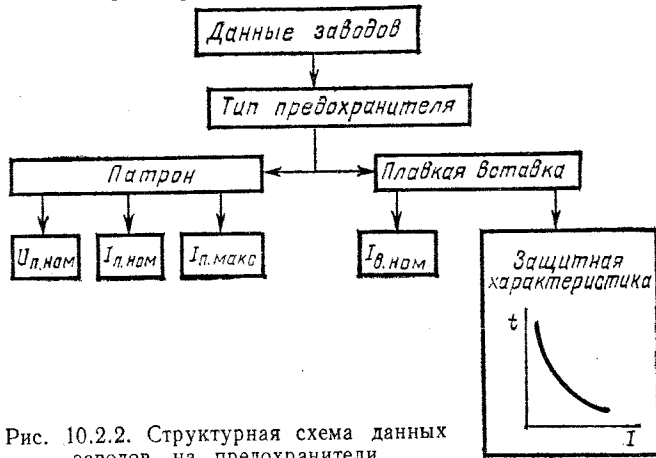 Данные заводов
Тип предохранителя
Патрон
Плавкая вставка
Uп,ном
Iп,ном
Iп.макс
Iв.ном
Защитная
характеристика
t
I
Рис. 10.2.2. Структурная схема данных
заводов на предохранители